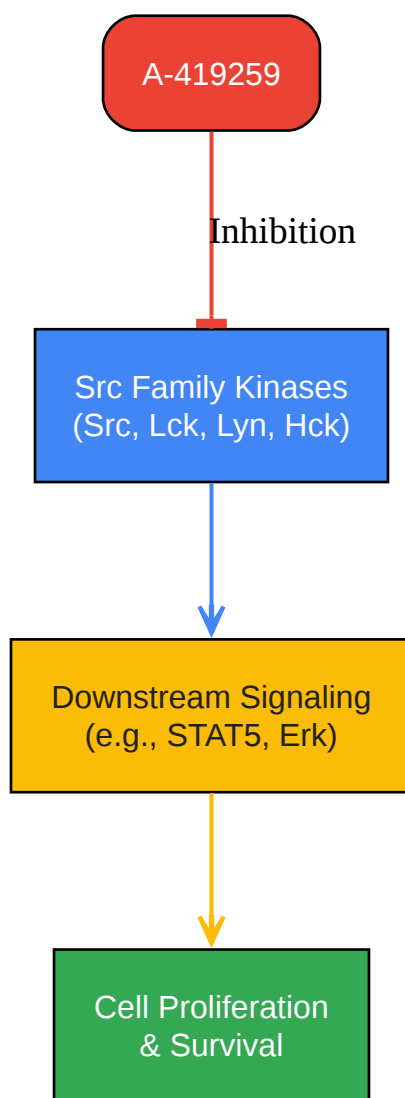 A-419259
Inhibition
Src Family Kinases
(Src, Lck, Lyn, Hck)
Downstream Signaling
(e.g., STAT5, Erk)
Cell Proliferation
& Survival